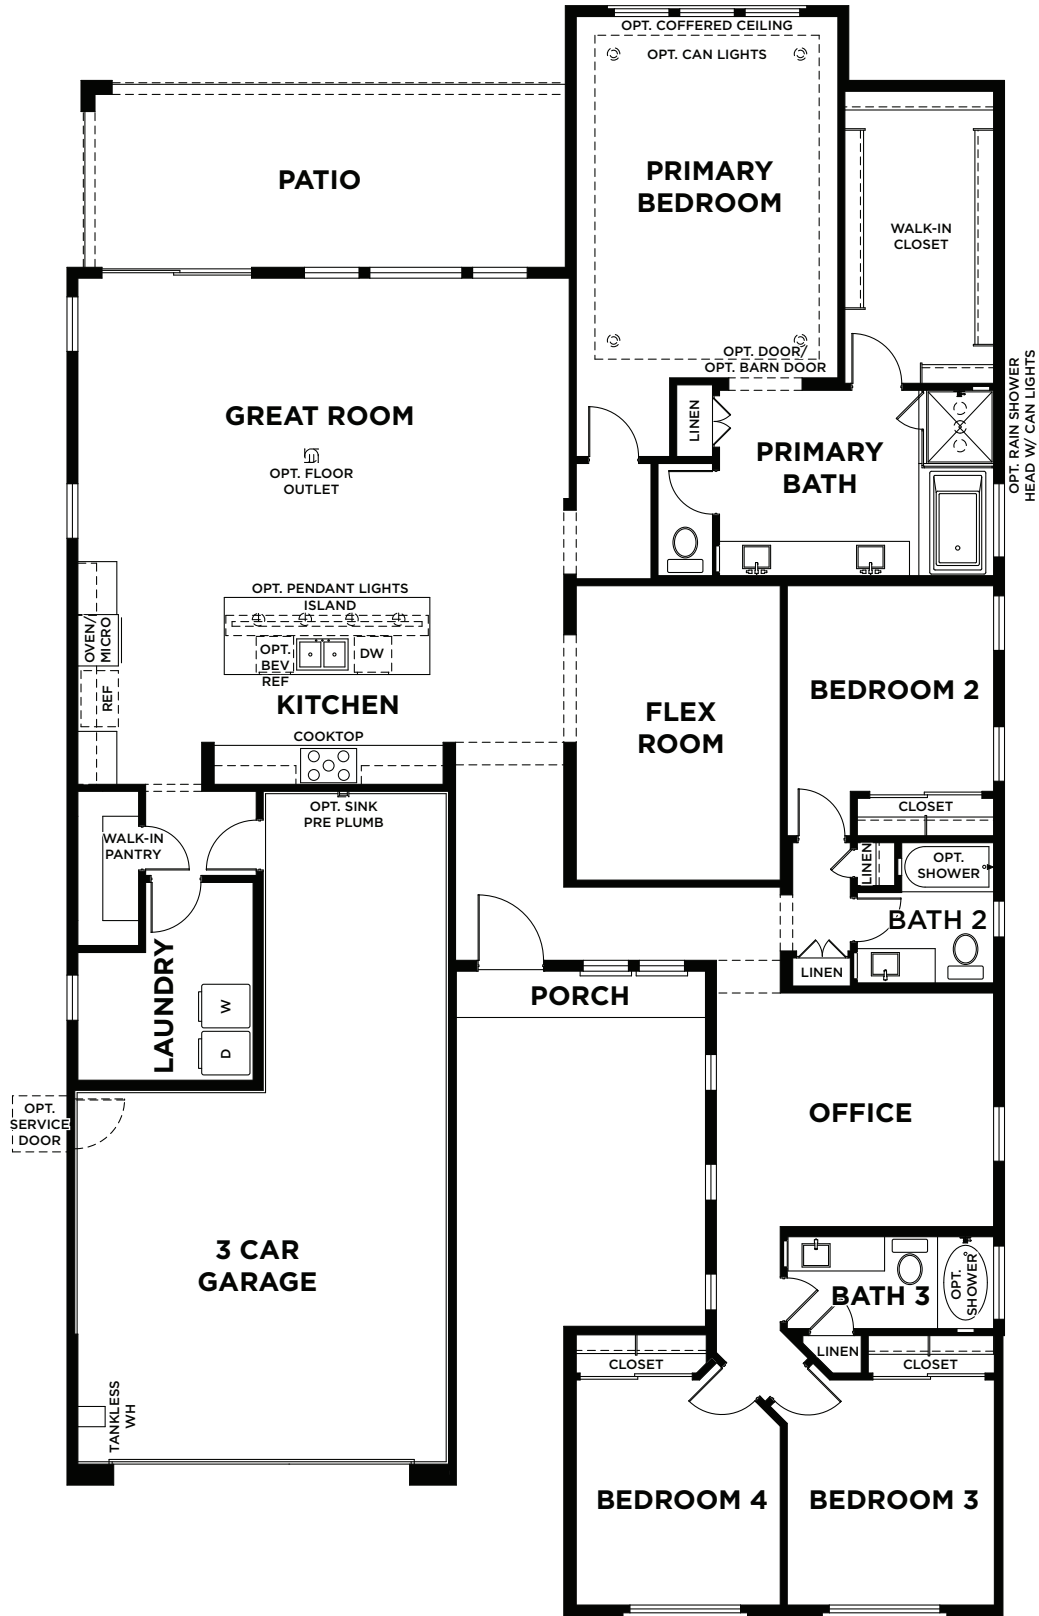 OPT. COFFERED CEILING
OPT. CAN LIGHTS
PRIMARY
BEDROOM
PATIO
WALK-IN
CLOSET
OPT. DOOR/
OPT. BARN DOOR
OPT. RAIN SHOWER
HEAD W/ CAN LIGHTS
LINEN
GREAT ROOM
OPT. FLOOR
OUTLET
PRIMARY
BATH
OPT. PENDANT LIGHTS
ISLAND
OVEN/
MICRO
OPT.
BEV
REF
DW
REF
KITCHEN
COOKTOP
FLEX
ROOM
BEDROOM 2
CLOSET
OPT. SINK
PRE PLUMB
WALK-IN
PANTRY
LINEN
OPT.
SHOWER
BATH 2
LINEN
LAUNDRY
W
D
PORCH
OPT.
SERVICE
DOOR
OFFICE
3 CAR
GARAGE
BATH 3
OPT.
SHOWER
LINEN
CLOSET
CLOSET
TANKLESS
WH
BEDROOM 4
BEDROOM 3